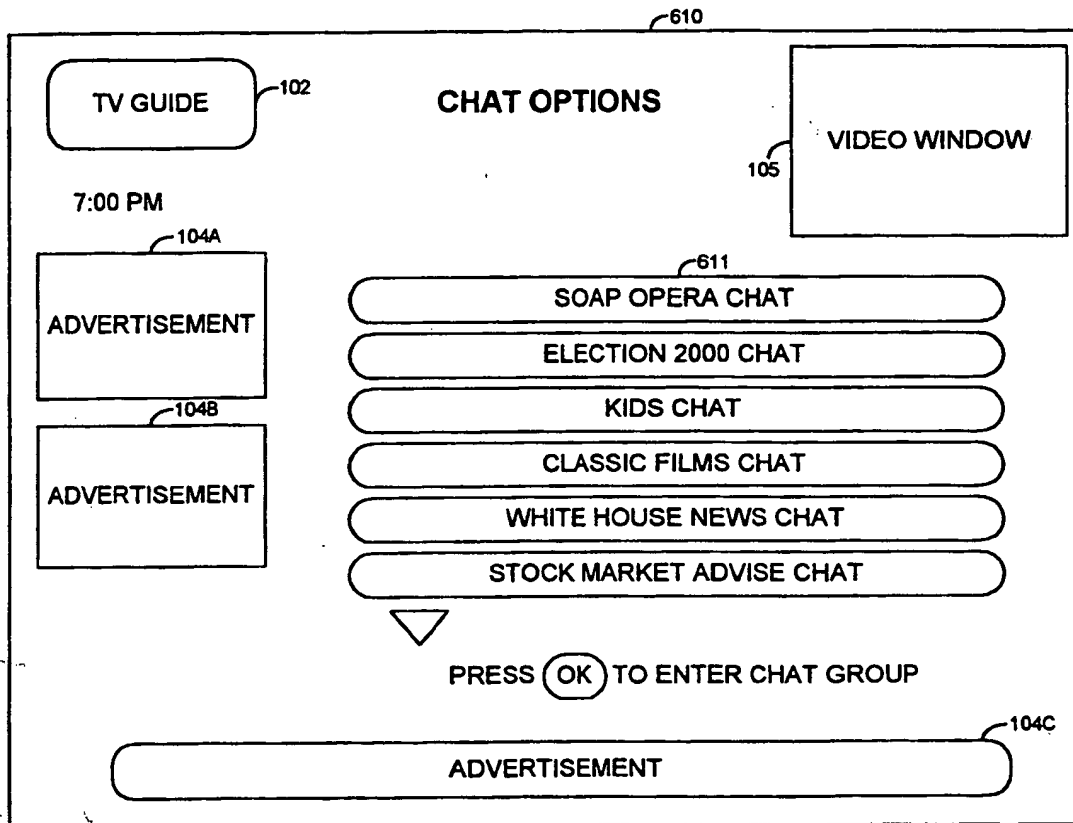 610
TV GUIDE
102
CHAT OPTIONS
VIDEO WINDOW
105
7:00 PM
104A
ADVERTISEMENT
104B
ADVERTISEMENT
611
SOAP OPERA CHAT
ELECTION 2000 CHAT
KIDS CHAT
CLASSIC FILMS CHAT
WHITE HOUSE NEWS CHAT
STOCK MARKET ADVISE CHAT
PRESS OK TO ENTER CHAT GROUP
104C
ADVERTISEMENT